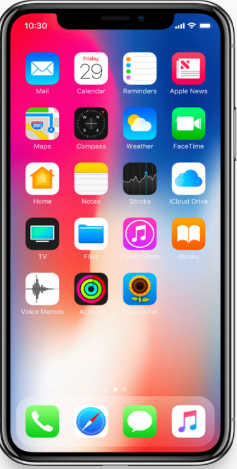 10:30
Friday
29
Mail Calendar Reminders Apple News
Maps Compass Weather FaceTime
Home Notes Stocks iCloud Drive
TV Files iTunes Store iBooks
Voice Memos Activity